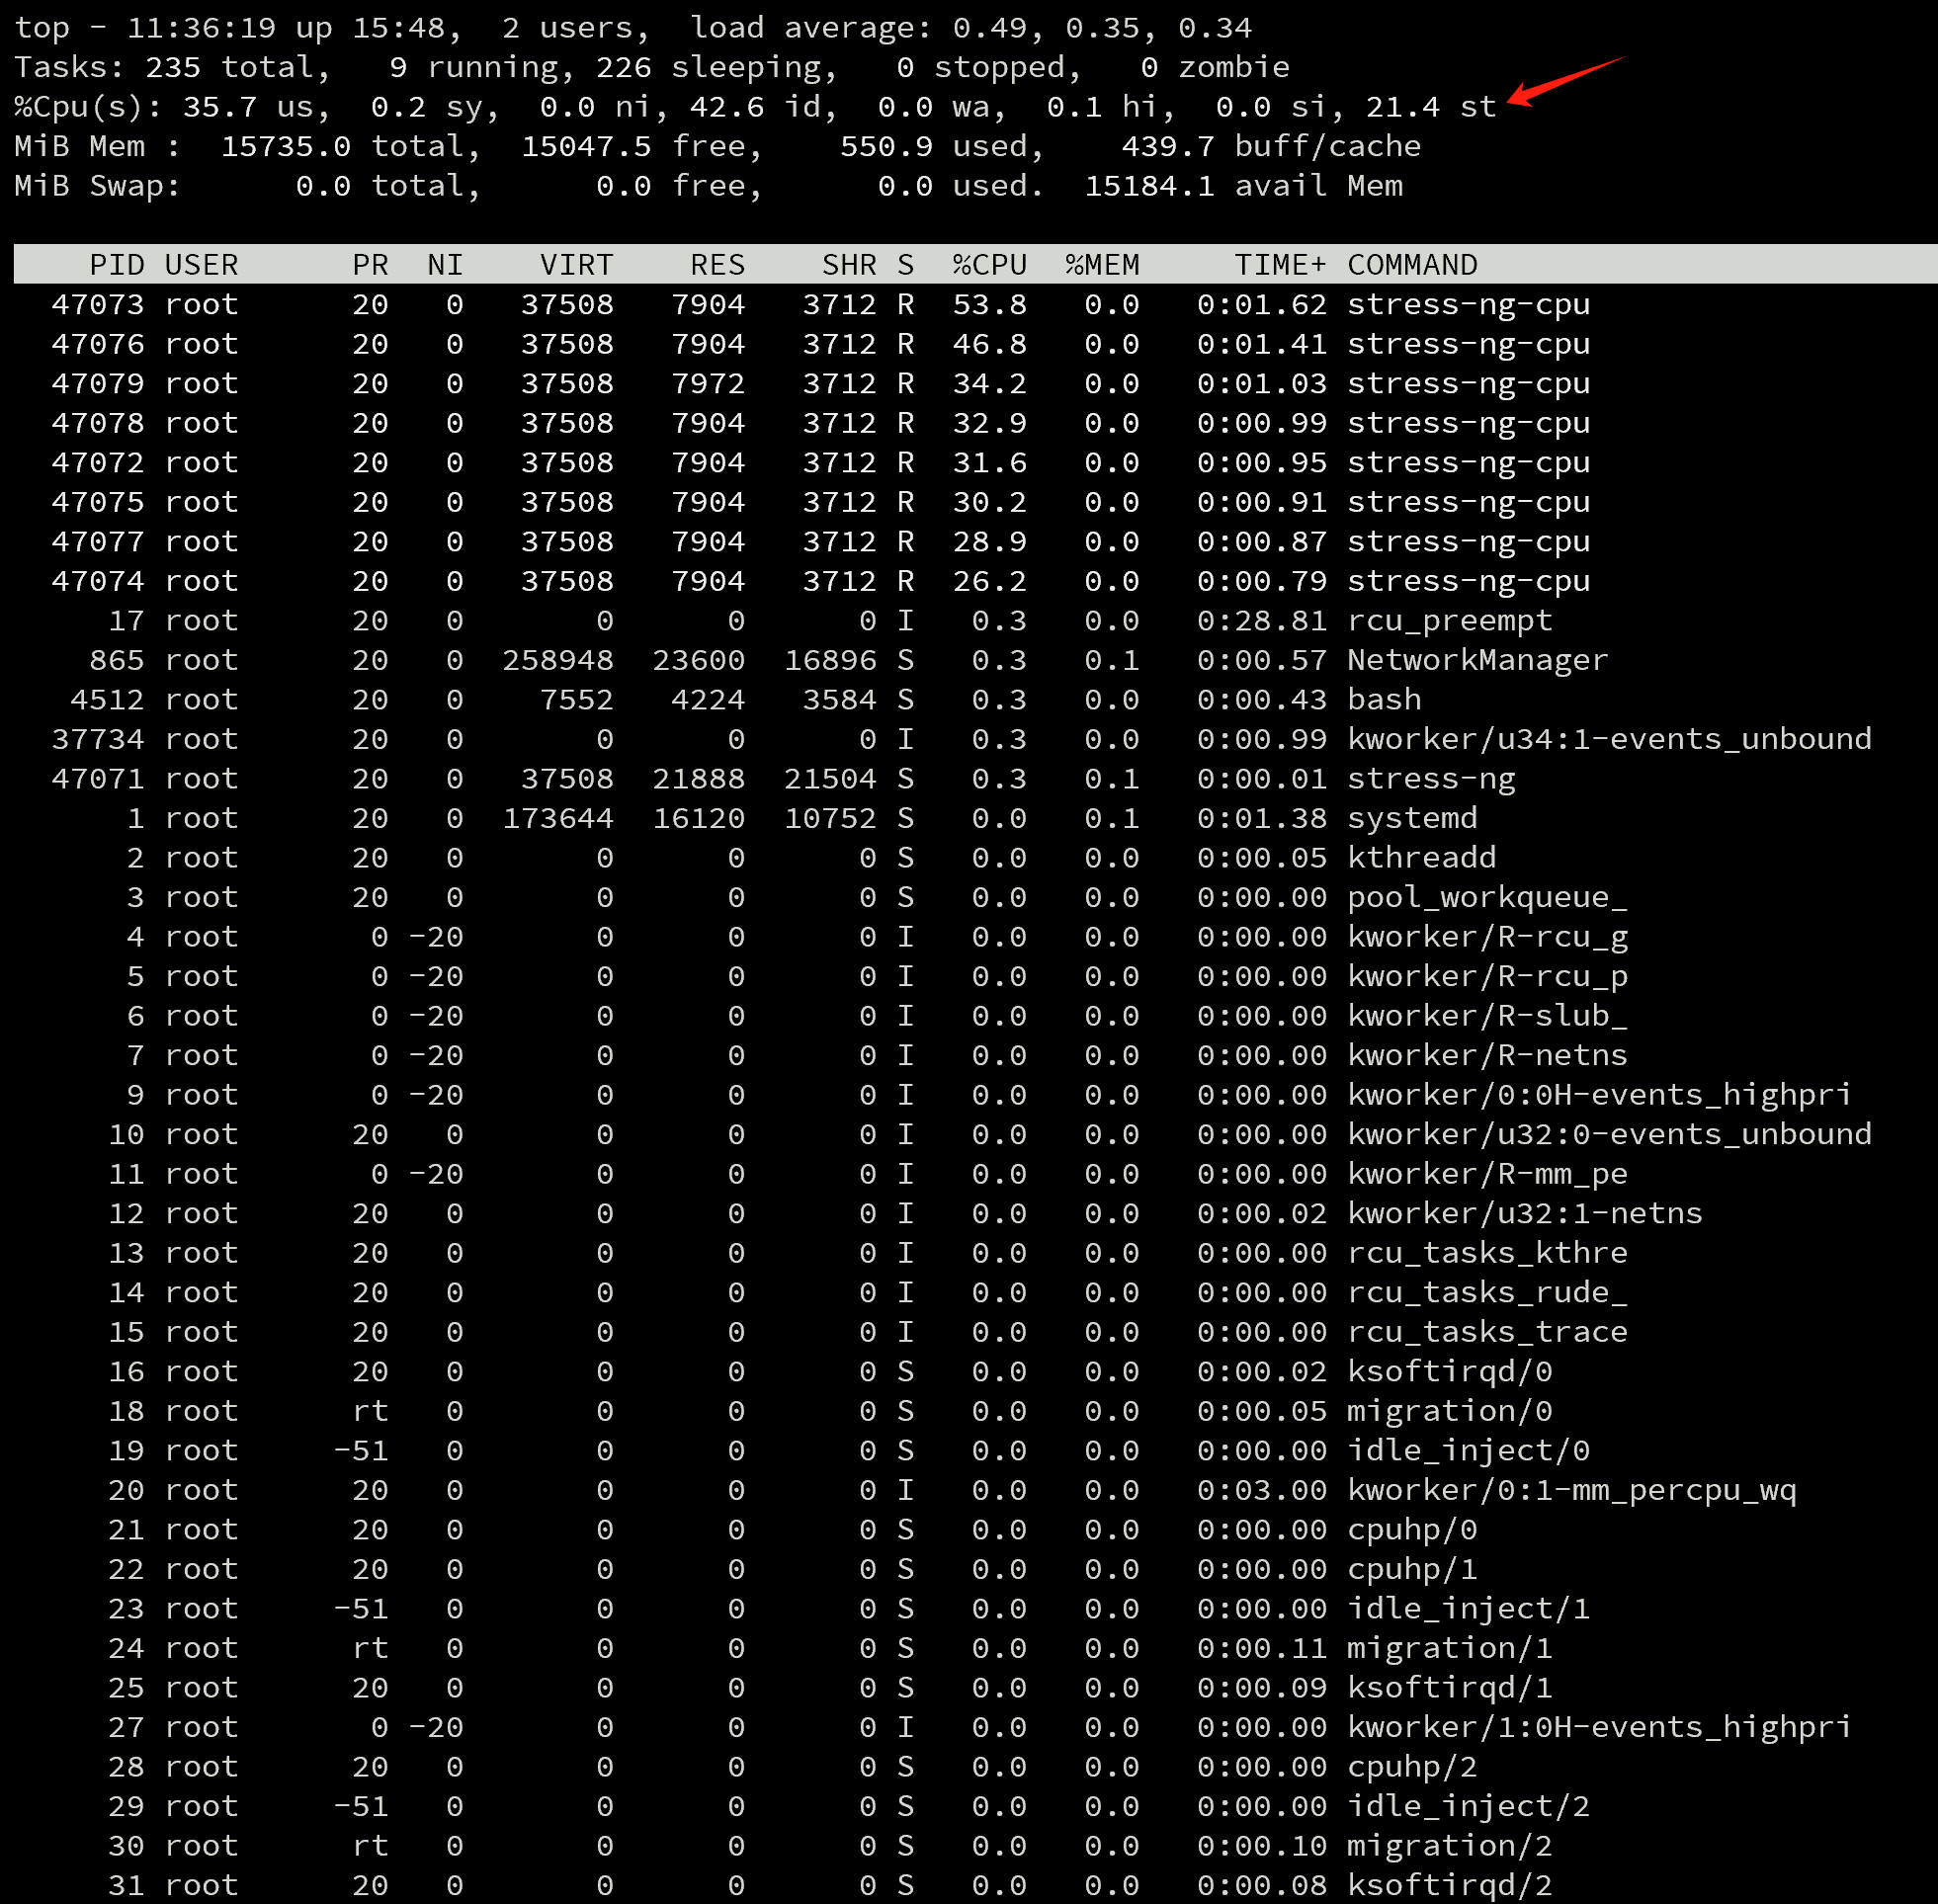 top - 11:36:19 up 15:48,  2 users,  load average: 0.49, 0.35, 0.34
Tasks: 235 total,   9 running, 226 sleeping,   0 stopped,   0 zombie
%Cpu(s): 35.7 us,  0.2 sy,  0.0 ni, 42.6 id,  0.0 wa,  0.1 hi,  0.0 si, 21.4 st
MiB Mem :  15735.0 total,  15047.5 free,    550.9 used,    439.7 buff/cache
MiB Swap:      0.0 total,      0.0 free,      0.0 used.  15184.1 avail Mem
PID USER      PR  NI    VIRT    RES    SHR S  %CPU  %MEM     TIME+ COMMAND
47073 root      20   0   37508   7904   3712 R  53.8   0.0   0:01.62 stress-ng-cpu
47076 root      20   0   37508   7904   3712 R  46.8   0.0   0:01.41 stress-ng-cpu
47079 root      20   0   37508   7972   3712 R  34.2   0.0   0:01.03 stress-ng-cpu
47078 root      20   0   37508   7904   3712 R  32.9   0.0   0:00.99 stress-ng-cpu
47072 root      20   0   37508   7904   3712 R  31.6   0.0   0:00.95 stress-ng-cpu
47075 root      20   0   37508   7904   3712 R  30.2   0.0   0:00.91 stress-ng-cpu
47077 root      20   0   37508   7904   3712 R  28.9   0.0   0:00.87 stress-ng-cpu
47074 root      20   0   37508   7904   3712 R  26.2   0.0   0:00.79 stress-ng-cpu
17 root      20   0       0      0      0 I   0.3   0.0   0:28.81 rcu_preempt
865 root      20   0  258948  23600  16896 S   0.3   0.1   0:00.57 NetworkManager
4512 root      20   0    7552   4224   3584 S   0.3   0.0   0:00.43 bash
37734 root      20   0       0      0      0 I   0.3   0.0   0:00.99 kworker/u34:1-events_unbound
47071 root      20   0   37508  21888  21504 S   0.3   0.1   0:00.01 stress-ng
1 root      20   0  173644  16120  10752 S   0.0   0.1   0:01.38 systemd
2 root      20   0       0      0      0 S   0.0   0.0   0:00.05 kthreadd
3 root      20   0       0      0      0 S   0.0   0.0   0:00.00 pool_workqueue_
4 root       0 -20       0      0      0 I   0.0   0.0   0:00.00 kworker/R-rcu_g
5 root       0 -20       0      0      0 I   0.0   0.0   0:00.00 kworker/R-rcu_p
6 root       0 -20       0      0      0 I   0.0   0.0   0:00.00 kworker/R-slub_
7 root       0 -20       0      0      0 I   0.0   0.0   0:00.00 kworker/R-netns
9 root       0 -20       0      0      0 I   0.0   0.0   0:00.00 kworker/0:0H-events_highpri
10 root      20   0       0      0      0 I   0.0   0.0   0:00.00 kworker/u32:0-events_unbound
11 root       0 -20       0      0      0 I   0.0   0.0   0:00.00 kworker/R-mm_pe
12 root      20   0       0      0      0 I   0.0   0.0   0:00.02 kworker/u32:1-netns
13 root      20   0       0      0      0 I   0.0   0.0   0:00.00 rcu_tasks_kthre
14 root      20   0       0      0      0 I   0.0   0.0   0:00.00 rcu_tasks_rude_
15 root      20   0       0      0      0 I   0.0   0.0   0:00.00 rcu_tasks_trace
16 root      20   0       0      0      0 S   0.0   0.0   0:00.02 ksoftirqd/0
18 root      rt   0       0      0      0 S   0.0   0.0   0:00.05 migration/0
19 root     -51   0       0      0      0 S   0.0   0.0   0:00.00 idle_inject/0
20 root      20   0       0      0      0 I   0.0   0.0   0:03.00 kworker/0:1-mm_percpu_wq
21 root      20   0       0      0      0 S   0.0   0.0   0:00.00 cpuhp/0
22 root      20   0       0      0      0 S   0.0   0.0   0:00.00 cpuhp/1
23 root     -51   0       0      0      0 S   0.0   0.0   0:00.00 idle_inject/1
24 root      rt   0       0      0      0 S   0.0   0.0   0:00.11 migration/1
25 root      20   0       0      0      0 S   0.0   0.0   0:00.09 ksoftirqd/1
27 root       0 -20       0      0      0 I   0.0   0.0   0:00.00 kworker/1:0H-events_highpri
28 root      20   0       0      0      0 S   0.0   0.0   0:00.00 cpuhp/2
29 root     -51   0       0      0      0 S   0.0   0.0   0:00.00 idle_inject/2
30 root      rt   0       0      0      0 S   0.0   0.0   0:00.10 migration/2
31 root      20   0       0      0      0 S   0.0   0.0   0:00.08 ksoftirqd/2